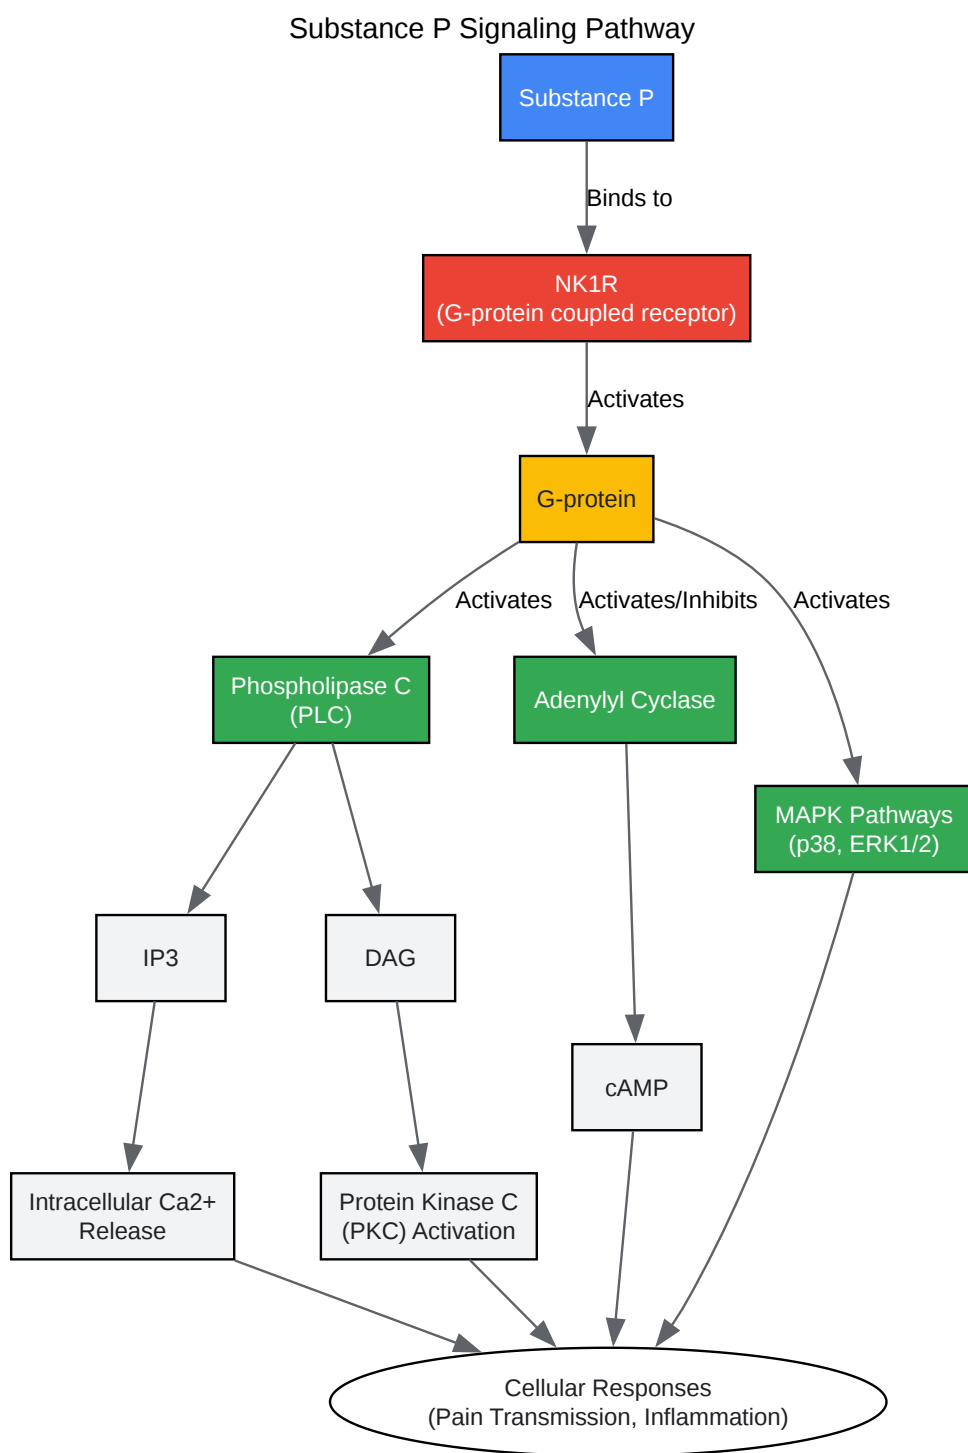 Substance P Signaling Pathway
Substance P
Binds to
NK1R
(G-protein coupled receptor)
Activates
G-protein
Activates
Activates/Inhibits
Activates
Phospholipase C
(PLC)
Adenylyl Cyclase
MAPK Pathways
(p38, ERK1/2)
IP3
DAG
cAMP
Intracellular Ca2+
Release
Protein Kinase C
(PKC) Activation
Cellular Responses
(Pain Transmission, Inflammation)